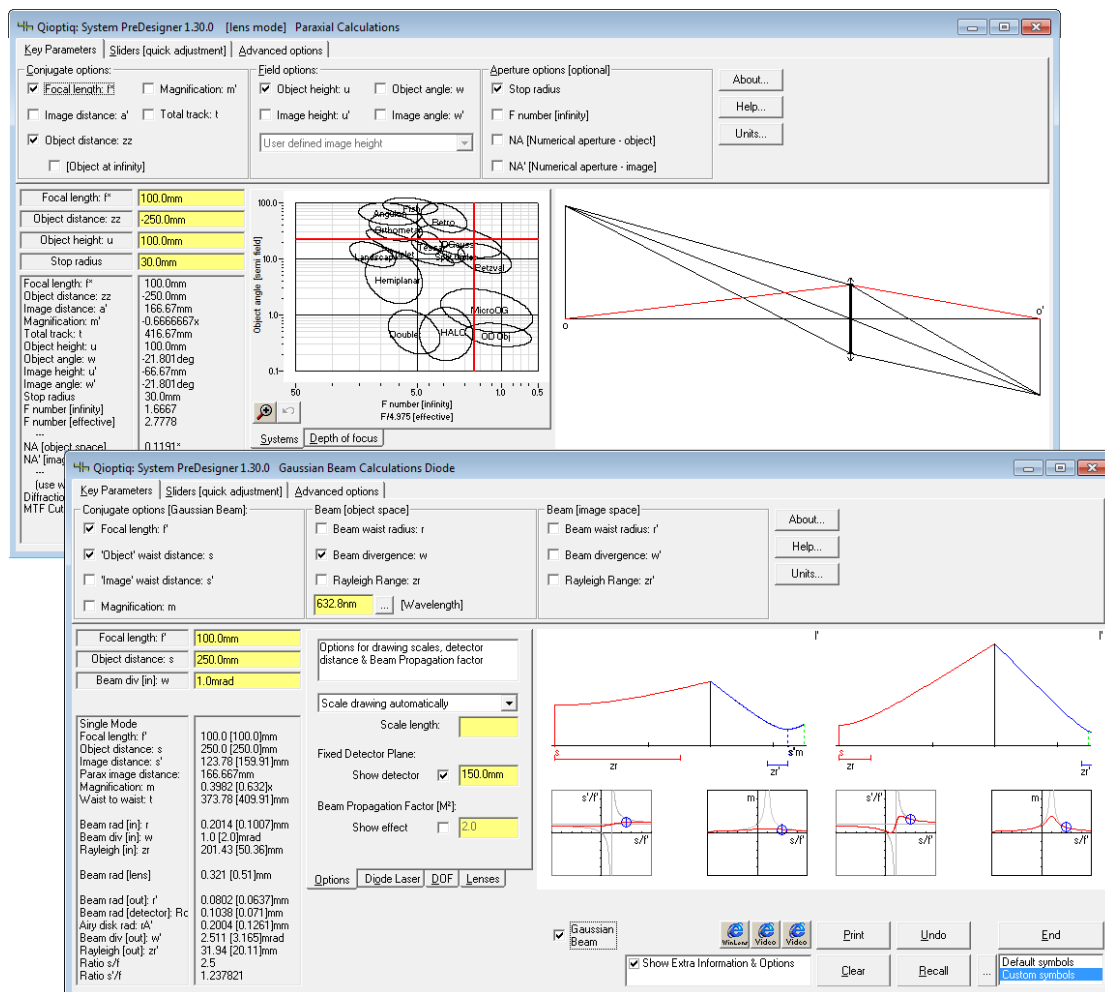 Qioptiq: System PreDesigner 1.30.0 [lens mode] Paraxial Calculations
Key Parameters Sliders [quick adjustment] Advanced options
Conjugate options: Field options: Aperture options [optional]
Focal length: f* Magnification: m' Object height: u Object angle: w Stop radius About...
Image distance: a' Total track: t Image height: u' Image angle: w' F number [infinity] Help...
Object distance: zz User defined image height NA [Numerical aperture - object] Units...
[Object at infinity] NA' [Numerical aperture - image]
Focal length: f* 100.0mm
Object distance: zz -250.0mm
Object height: u 100.0mm
Stop radius 30.0mm
Focal length: f* 100.0mm
Object distance: zz -250.0mm
Image distance: a' 166.67mm
Magnification: m' -0.6666667x
Total track: t 416.67mm
Object height: u 100.0mm
Object angle: w -21.801deg
Image height: u' -66.67mm
Image angle: w' -21.801deg
Stop radius 30.0mm
F number [infinity] 1.6667
F number [effective] 2.7778
...
NA [object space] 0.1191*
NA' [imag
...
(use w
Diffractio
MTF Cut
Object angle [semi field]
100.0
10.0
1.0
0.1
Fish
Angulon
Retro
Orthometar
Tessar
DGauss
Landscape
Triplet
Petzval
Hemiplanar
MicroOG
Double
HALO
OD Obj
50 5.0 1.0 0.5
F number [infinity]
F/4.975 [effective]
Systems Depth of focus
o o'
Qioptiq: System PreDesigner 1.30.0 Gaussian Beam Calculations Diode
Key Parameters Sliders [quick adjustment] Advanced options
Conjugate options [Gaussian Beam]: Beam [object space] Beam [image space]
Focal length: f' Beam waist radius: r Beam waist radius: r' About...
'Object' waist distance: s Beam divergence: w Beam divergence: w' Help...
'Image' waist distance: s' Rayleigh Range: zr Rayleigh Range: zr' Units...
Magnification: m 632.8nm ... [Wavelength]
Focal length: f' 100.0mm
Object distance: s 250.0mm
Beam div [in]: w 1.0mrad
Single Mode
Focal length: f' 100.0 [100.0]mm
Object distance: s 250.0 [250.0]mm
Image distance: s' 123.78 [159.91]mm
Parax image distance: 166.667mm
Magnification: m 0.3982 [0.632]x
Waist to waist: t 373.78 [409.91]mm
Beam rad [in]: r 0.2014 [0.1007]mm
Beam div [in]: w 1.0 [2.0]mrad
Rayleigh [in]: zr 201.43 [50.36]mm
Beam rad [lens] 0.321 [0.51]mm
Beam rad [out]: r' 0.0802 [0.0637]mm
Beam rad [detector]: Rc 0.1038 [0.071]mm
Airy disk rad: rA' 0.2004 [0.1261]mm
Beam div [out]: w' 2.511 [3.165]mrad
Rayleigh [out]: zr' 31.94 [20.11]mm
Ratio s/f 2.5
Ratio s'/f 1.237821
Options for drawing scales, detector
distance & Beam Propagation factor
Scale drawing automatically
Scale length:
Fixed Detector Plane:
Show detector 150.0mm
Beam Propagation Factor [M²]:
Show effect 2.0
Options Diode Laser DOF Lenses
l' l'
s s'm s
zr zr' zr zr'
s'/f' m s'/f' m
s/f' s/f' s/f' s/f'
Gaussian
Beam
WinLens Video Video Print Undo End
Show Extra Information & Options Clear Recall ... Default symbols
Custom symbols